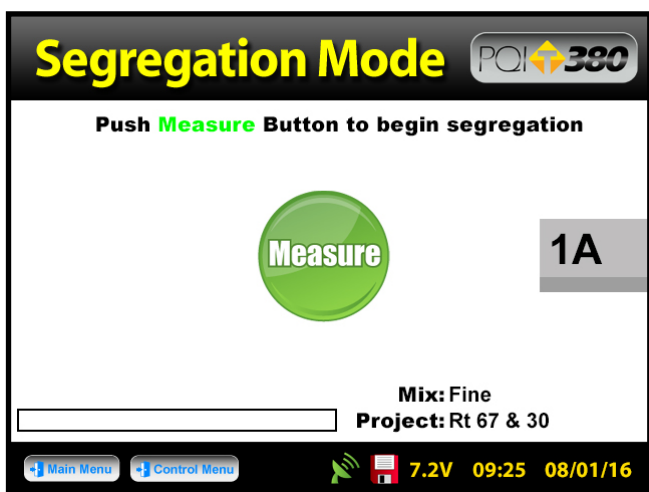 Segregation Mode PQI 380
Push Measure Button to begin segregation
Measure
1A
Mix: Fine
Project: Rt 67 & 30
Main Menu Control Menu 7.2V 09:25 08/01/16